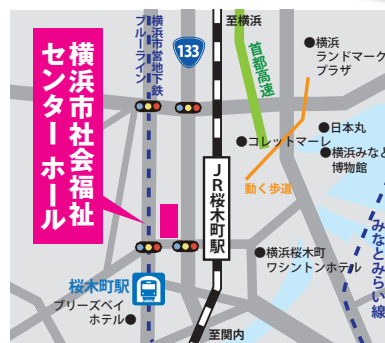 横浜市社会福祉
センター ホール
横浜市営地下鉄
ブルーライン
133
至横浜
首都高速
●横浜
ランドマーク
プラザ
●日本丸
●コレットマーレ
●横浜みなと
博物館
動く歩道
JR桜木町駅
みなとみらい線
●横浜桜木町
ワシントンホテル
桜木町駅
ブリーズベイ
ホテル●
至関内